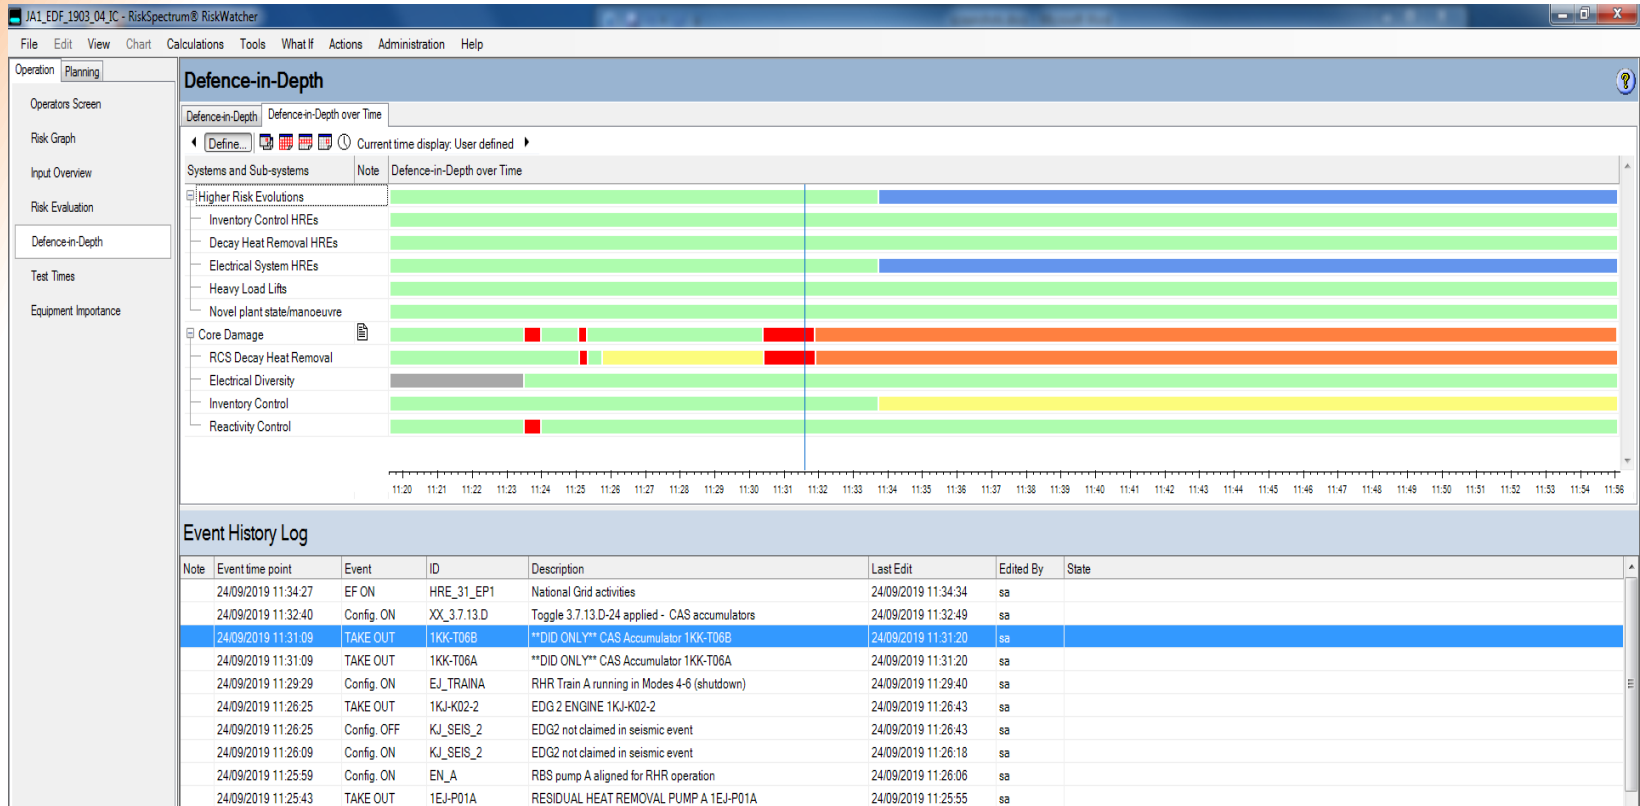 JA1_EDF_1903_04_IC - RiskSpectrum® RiskWatcher
File Edit View Chart Calculations Tools What If Actions Administration Help
Operation Planning
Operators Screen
Risk Graph
Input Overview
Risk Evaluation
Defence-in-Depth
Test Times
Equipment Importance
Defence-in-Depth
Defence-in-Depth Defence-in-Depth over Time
Define... Current time display: User defined
Systems and Sub-systems Note Defence-in-Depth over Time
Higher Risk Evolutions
Inventory Control HREs
Decay Heat Removal HREs
Electrical System HREs
Heavy Load Lifts
Novel plant state/manoeuvre
Core Damage
RCS Decay Heat Removal
Electrical Diversity
Inventory Control
Reactivity Control
11:20 11:21 11:22 11:23 11:24 11:25 11:26 11:27 11:28 11:29 11:30 11:31 11:32 11:33 11:34 11:35 11:36 11:37 11:38 11:39 11:40 11:41 11:42 11:43 11:44 11:45 11:46 11:47 11:48 11:49 11:50 11:51 11:52 11:53 11:54 11:56
Event History Log
Note Event time point Event ID Description Last Edit Edited By State
24/09/2019 11:34:27 EF ON HRE_31_EP1 National Grid activities 24/09/2019 11:34:34 sa
24/09/2019 11:32:40 Config. ON XX_3.7.13.D Toggle 3.7.13.D-24 applied - CAS accumulators 24/09/2019 11:32:49 sa
24/09/2019 11:31:09 TAKE OUT 1KK-T06B **DID ONLY** CAS Accumulator 1KK-T06B 24/09/2019 11:31:20 sa
24/09/2019 11:31:09 TAKE OUT 1KK-T06A **DID ONLY** CAS Accumulator 1KK-T06A 24/09/2019 11:31:20 sa
24/09/2019 11:29:29 Config. ON EJ_TRAINA RHR Train A running in Modes 4-6 (shutdown) 24/09/2019 11:29:40 sa
24/09/2019 11:26:25 TAKE OUT 1KJ-K02-2 EDG 2 ENGINE 1KJ-K02-2 24/09/2019 11:26:43 sa
24/09/2019 11:26:25 Config. OFF KJ_SEIS_2 EDG2 not claimed in seismic event 24/09/2019 11:26:43 sa
24/09/2019 11:26:09 Config. ON KJ_SEIS_2 EDG2 not claimed in seismic event 24/09/2019 11:26:18 sa
24/09/2019 11:25:59 Config. ON EN_A RBS pump A aligned for RHR operation 24/09/2019 11:26:06 sa
24/09/2019 11:25:43 TAKE OUT 1EJ-P01A RESIDUAL HEAT REMOVAL PUMP A 1EJ-P01A 24/09/2019 11:25:55 sa